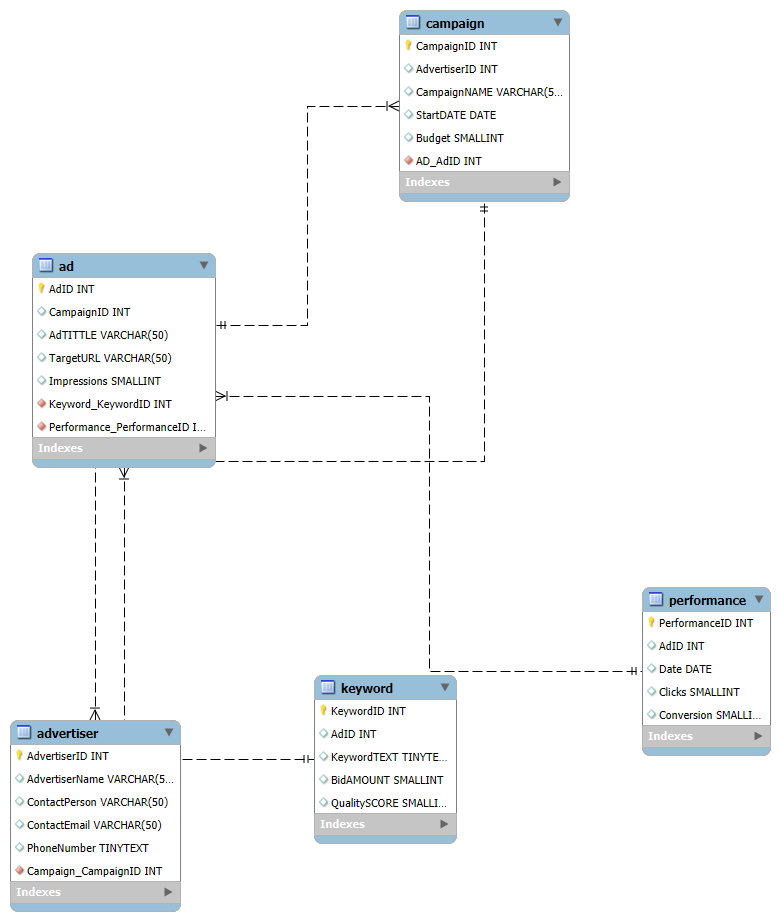 campaign
CampaignID INT
AdvertiserID INT
CampaignNAME VARCHAR(5...
StartDATE DATE
Budget SMALLINT
AD_AdID INT
Indexes
ad
AdID INT
CampaignID INT
AdTITTLE VARCHAR(50)
TargetURL VARCHAR(50)
Impressions SMALLINT
Keyword_KeywordID INT
Performance_PerformanceID I...
Indexes
performance
PerformanceID INT
AdID INT
Date DATE
Clicks SMALLINT
Conversion SMALLI...
Indexes
keyword
KeywordID INT
AdID INT
KeywordTEXT TINYTE...
BidAMOUNT SMALLINT
QualitySCORE SMALLI...
Indexes
advertiser
AdvertiserID INT
AdvertiserName VARCHAR(5...
ContactPerson VARCHAR(50)
ContactEmail VARCHAR(50)
PhoneNumber TINYTEXT
Campaign_CampaignID INT
Indexes